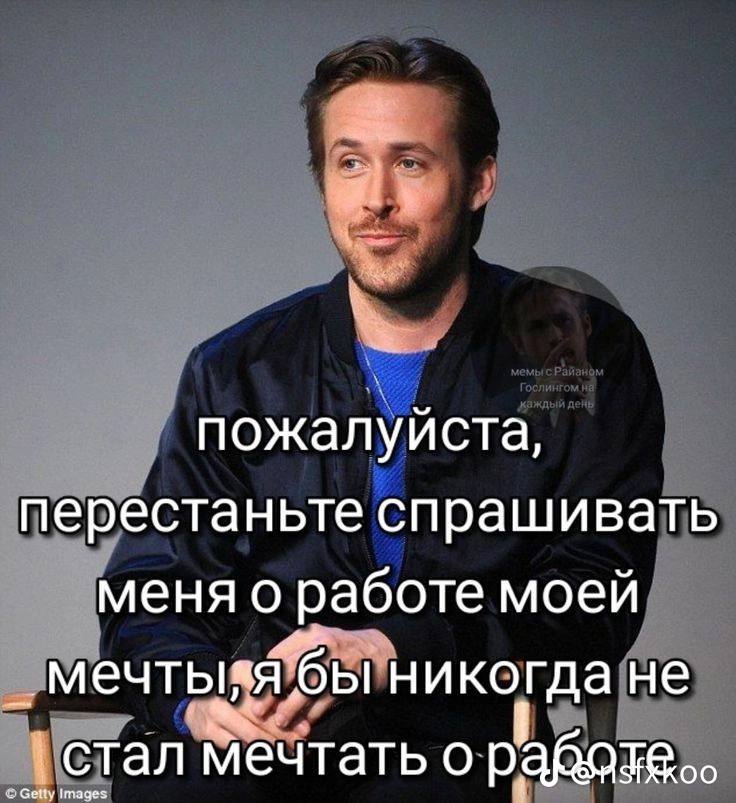 мемы с Райаном
Гослингом на
каждый день
пожалуйста,
перестаньте спрашивать
меня о работе моей
мечты, я бы никогда не
стал мечтать о работе
@nsfxkoo
© Getty Images